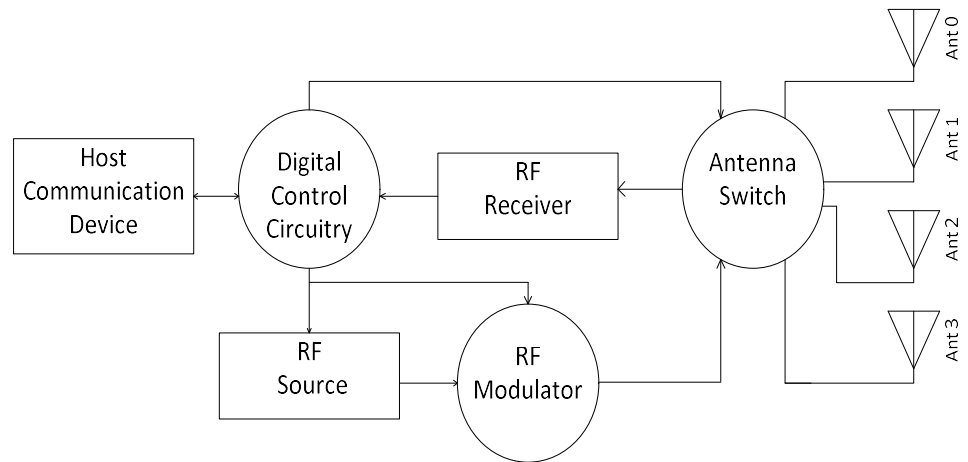 Host
Communication
Device
Digital
Control
Circuitry
RF
Receiver
Antenna
Switch
RF
Source
RF
Modulator
Ant 0
Ant 1
Ant 2
Ant 3